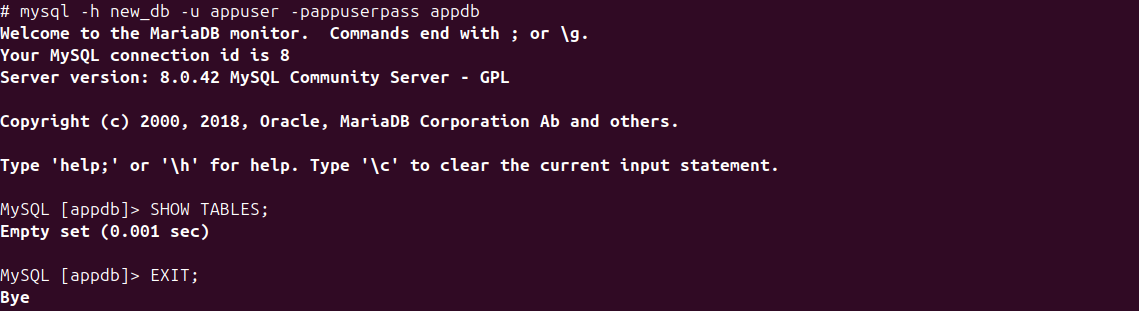 # mysql -h new_db -u appuser -pappuserpass appdb
Welcome to the MariaDB monitor.  Commands end with ; or \g.
Your MySQL connection id is 8
Server version: 8.0.42 MySQL Community Server - GPL

Copyright (c) 2000, 2018, Oracle, MariaDB Corporation Ab and others.

Type 'help;' or '\h' for help. Type '\c' to clear the current input statement.

MySQL [appdb]> SHOW TABLES;
Empty set (0.001 sec)

MySQL [appdb]> EXIT;
Bye